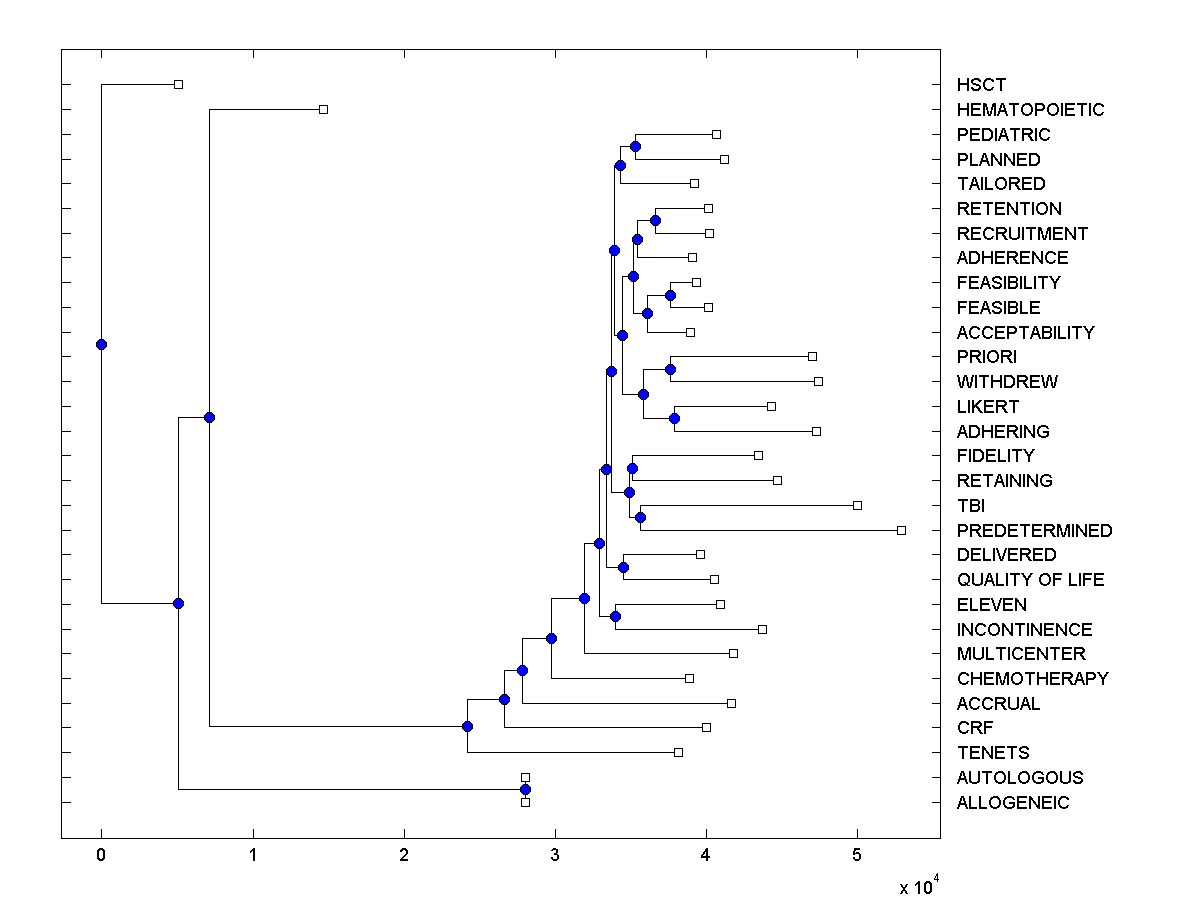 HSCT
HEMATOPOIETIC
PEDIATRIC
PLANNED
TAILORED
RETENTION
RECRUITMENT
ADHERENCE
FEASIBILITY
FEASIBLE
ACCEPTABILITY
PRIORI
WITHDREW
LIKERT
ADHERING
FIDELITY
RETAINING
TBI
PREDETERMINED
DELIVERED
QUALITY OF LIFE
ELEVEN
INCONTINENCE
MULTICENTER
CHEMOTHERAPY
ACCRUAL
CRF
TENETS
AUTOLOGOUS
ALLOGENEIC
0 1 2 3 4 5
x 10^4